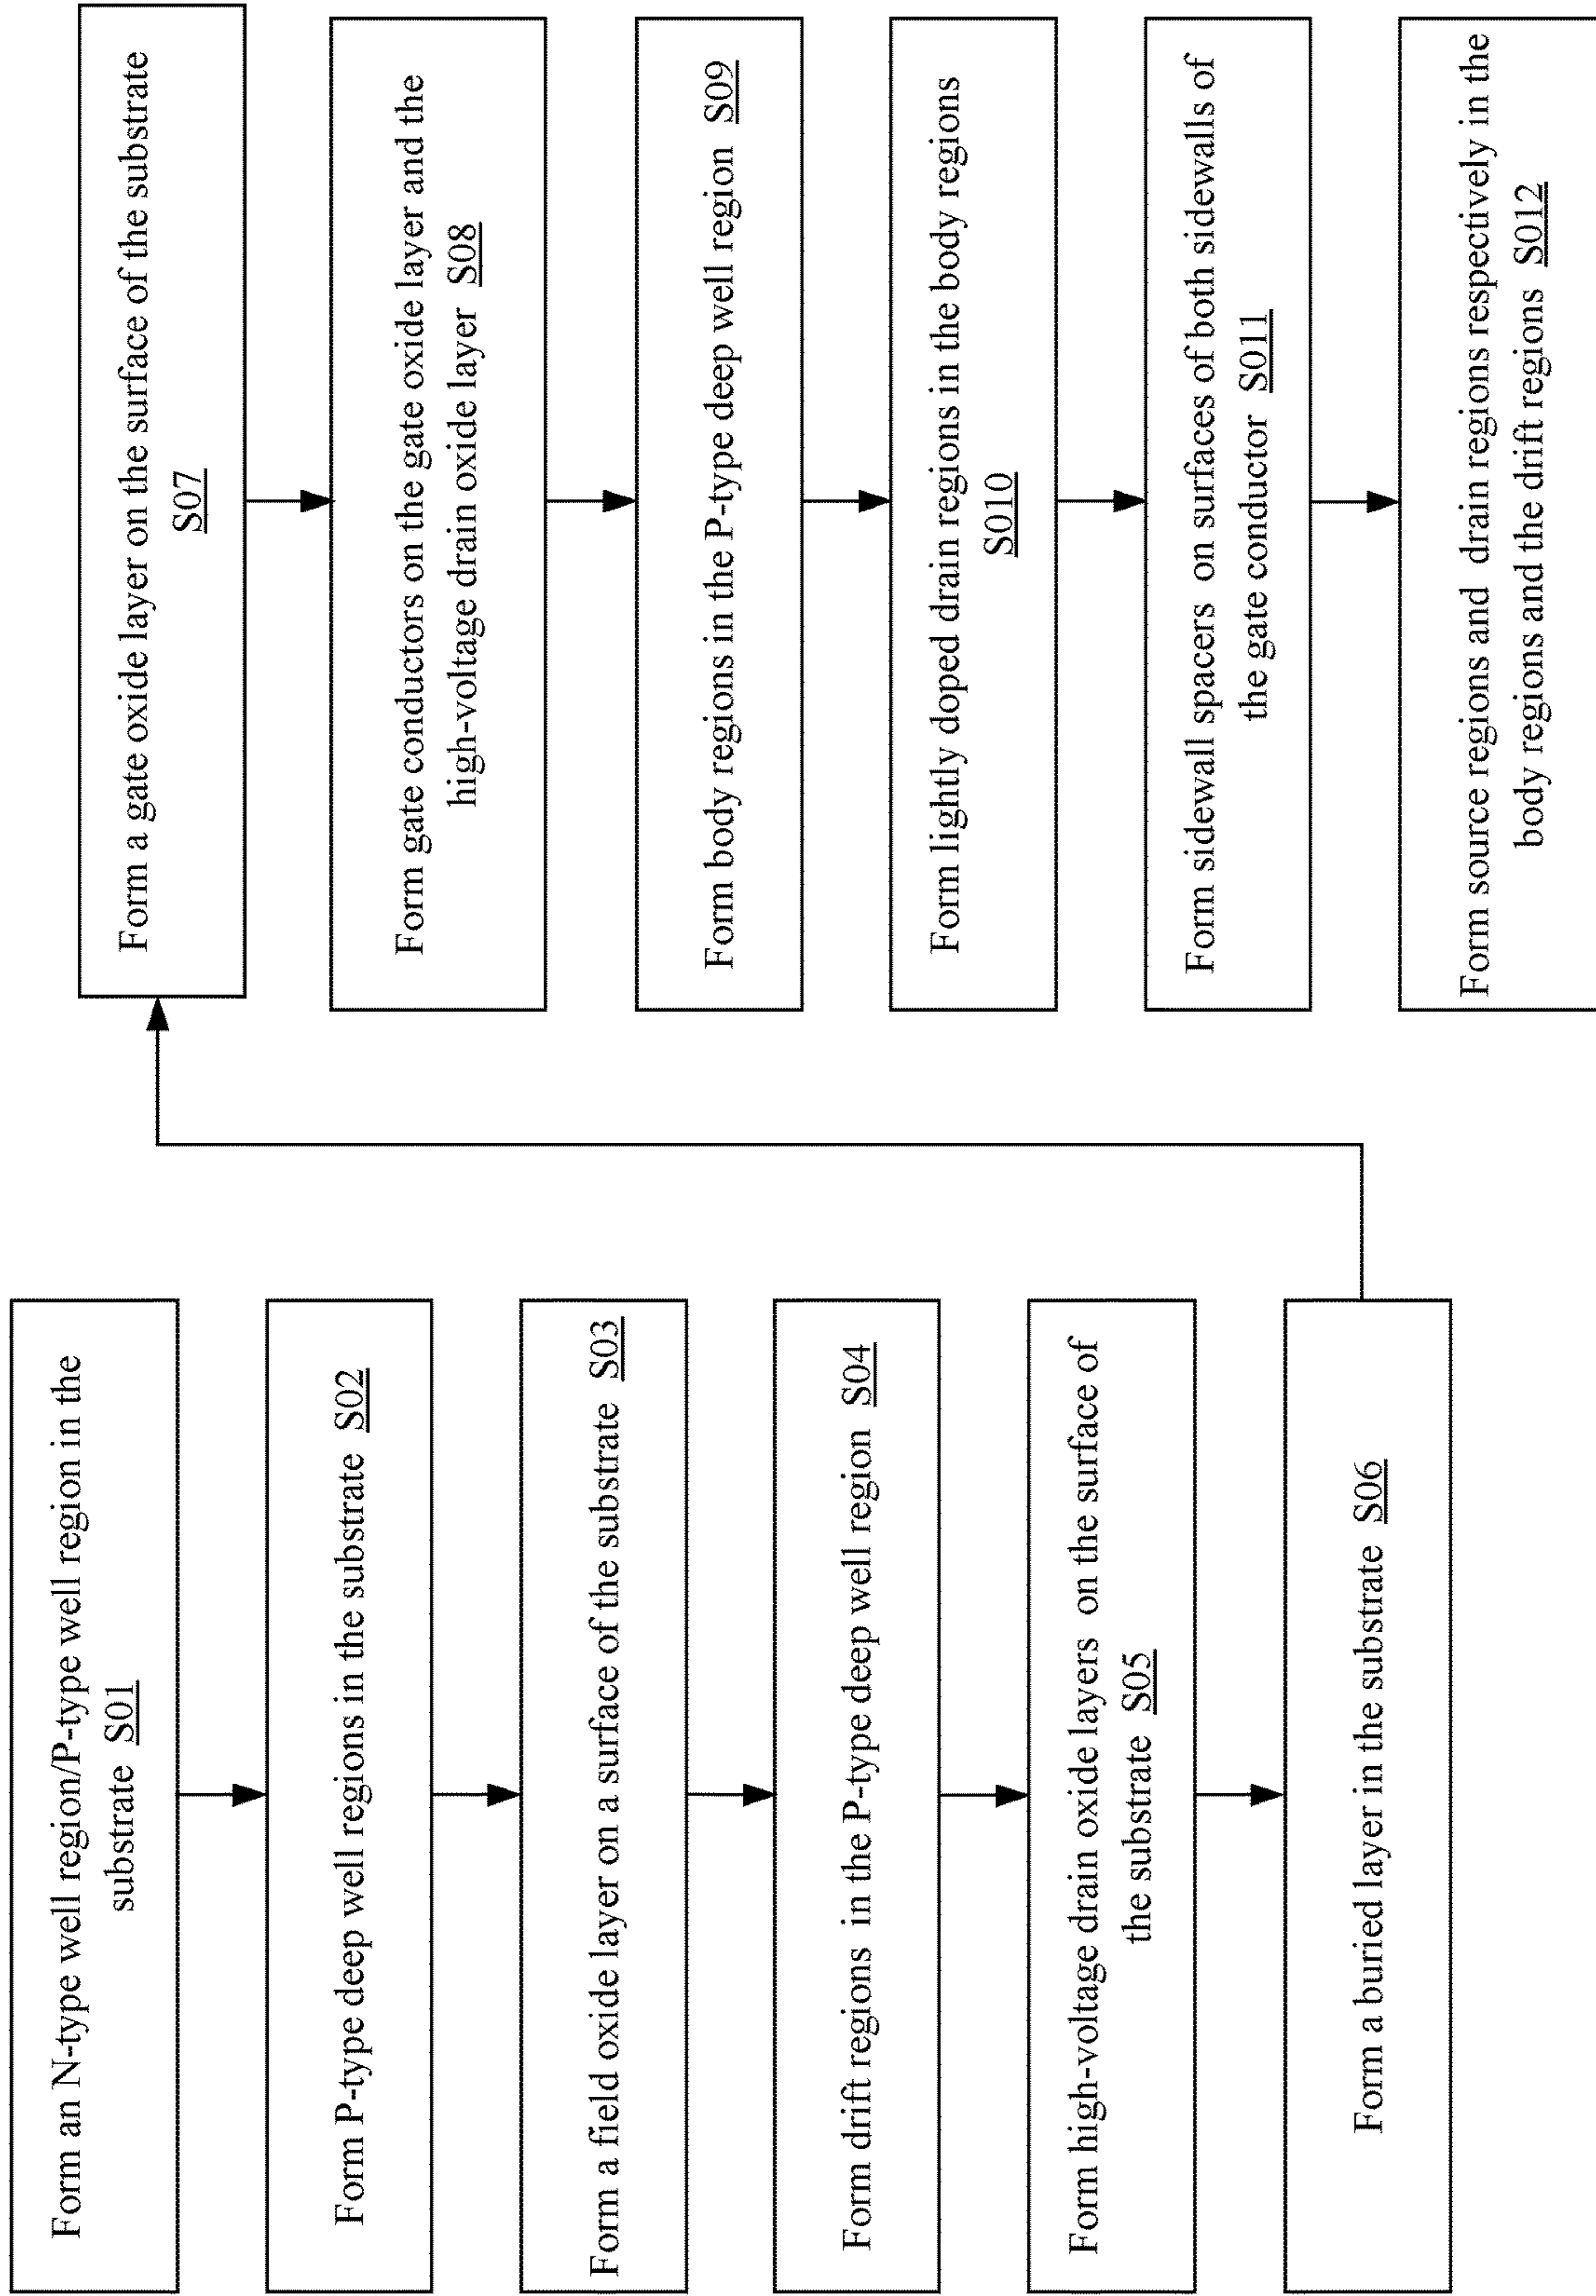 Form an N-type well region/P-type well region in the
substrate S01
Form P-type deep well regions in the substrate S02
Form a field oxide layer on a surface of the substrate S03
Form drift regions in the P-type deep well region S04
Form high-voltage drain oxide layers on the surface of
the substrate S05
Form a buried layer in the substrate S06
Form a gate oxide layer on the surface of the substrate
S07
Form gate conductors on the gate oxide layer and the
high-voltage drain oxide layer S08
Form body regions in the P-type deep well region S09
Form lightly doped drain regions in the body regions
S010
Form sidewall spacers on surfaces of both sidewalls of
the gate conductor S011
Form source regions and drain regions respectively in the
body regions and the drift regions S012